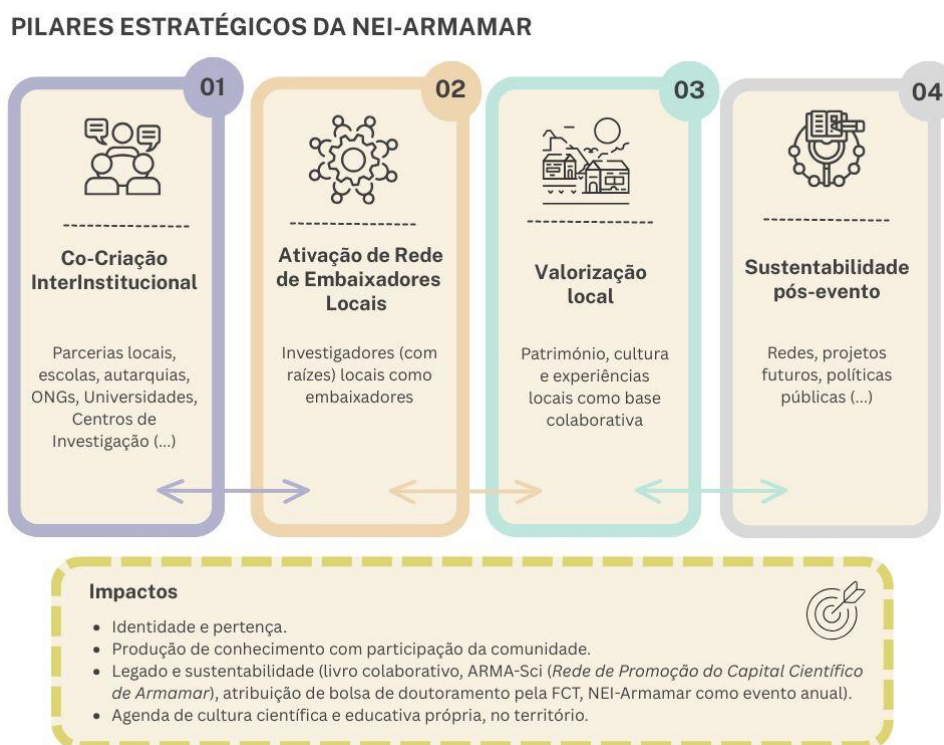 PILARES ESTRATÉGICOS DA NEI-ARMAMAR
01
Co-Criação
InterInstitucional
Parcerias locais,
escolas, autarquias,
ONGs, Universidades,
Centros de
Investigação (...)
02
Ativação de Rede
de Embaixadores
Locais
Investigadores (com
raízes) locais como
embaixadores
03
Valorização
local
Património, cultura
e experiências
locais como base
colaborativa
04
Sustentabilidade
pós-evento
Redes, projetos
futuros, políticas
públicas (...)
Impactos
• Identidade e pertença.
• Produção de conhecimento com participação da comunidade.
• Legado e sustentabilidade (livro colaborativo, ARMA-Sci (Rede de Promoção do Capital Científico
de Armamar), atribuição de bolsa de doutoramento pela FCT, NEI-Armamar como evento anual).
• Agenda de cultura científica e educativa própria, no território.